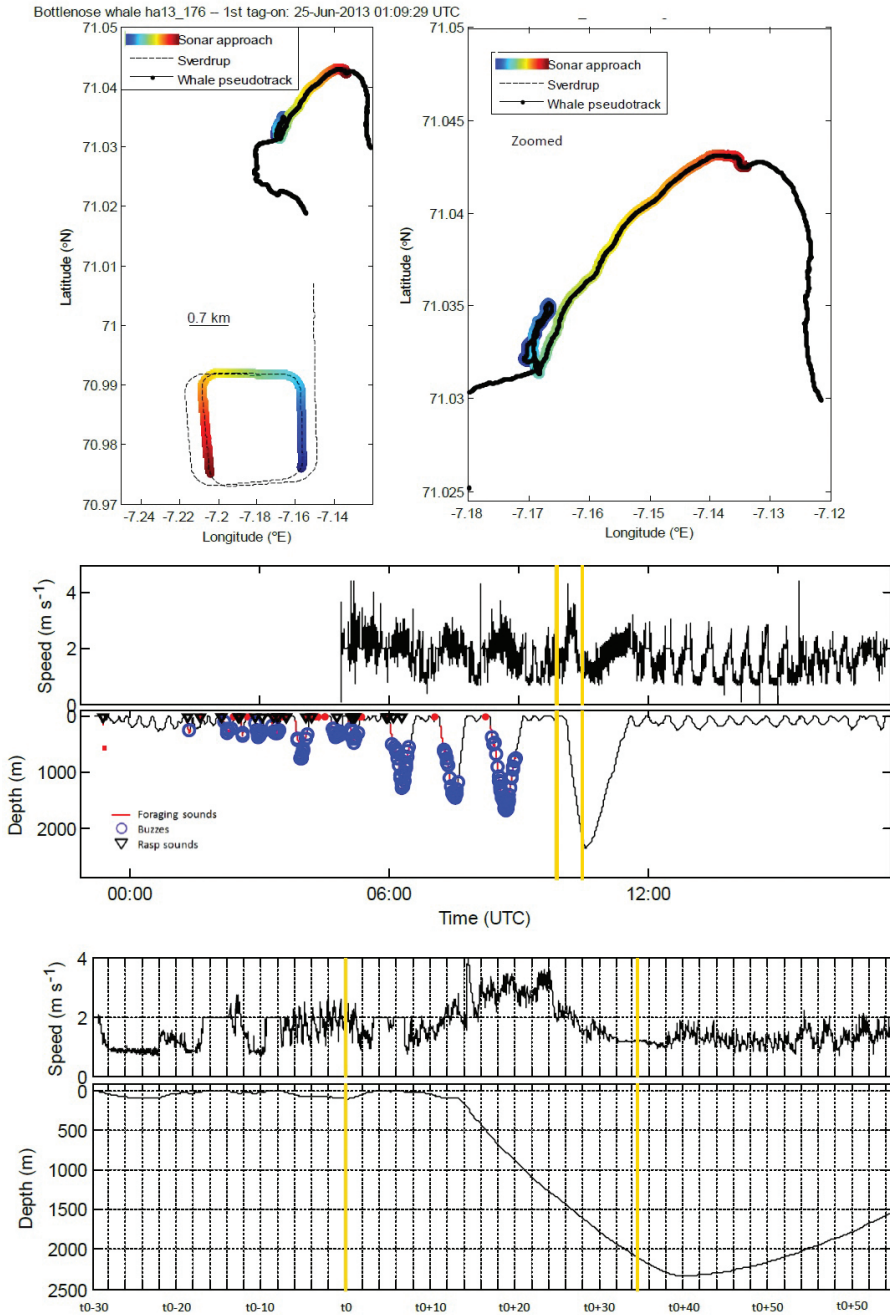 Bottlenose whale ha13_176 -- 1st tag-on: 25-Jun-2013 01:09:29 UTC
71.05
71.04
71.03
71.02
71.01
71
70.99
70.98
70.97
Latitude (ºN)
Sonar approach
Sverdrup
Whale pseudotrack
0.7 km
-7.24 -7.22 -7.2 -7.18 -7.16 -7.14
Longitude (ºE)
71.05
71.045
71.04
71.035
71.03
71.025
Latitude (ºN)
Sonar approach
Sverdrup
Whale pseudotrack
Zoomed
-7.18 -7.17 -7.16 -7.15 -7.14 -7.13 -7.12
Longitude (ºE)
Speed (m s-1)
4
2
0
Depth (m)
0
1000
2000
Foraging sounds
Buzzes
Rasp sounds
00:00 06:00 12:00
Time (UTC)
Speed (m s-1)
4
2
0
Depth (m)
0
500
1000
1500
2000
2500
t0-30 t0-20 t0-10 t0 t0+10 t0+20 t0+30 t0+40 t0+50 t0+50